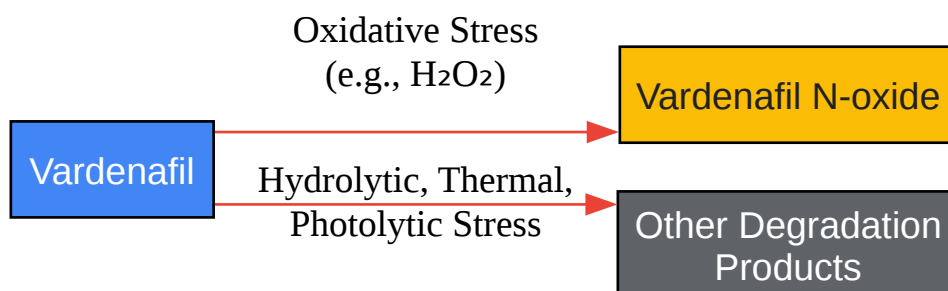 Oxidative Stress
(e.g., H₂O₂)
Vardenafil N-oxide
Vardenafil
Hydrolytic, Thermal,
Photolytic Stress
Other Degradation
Products